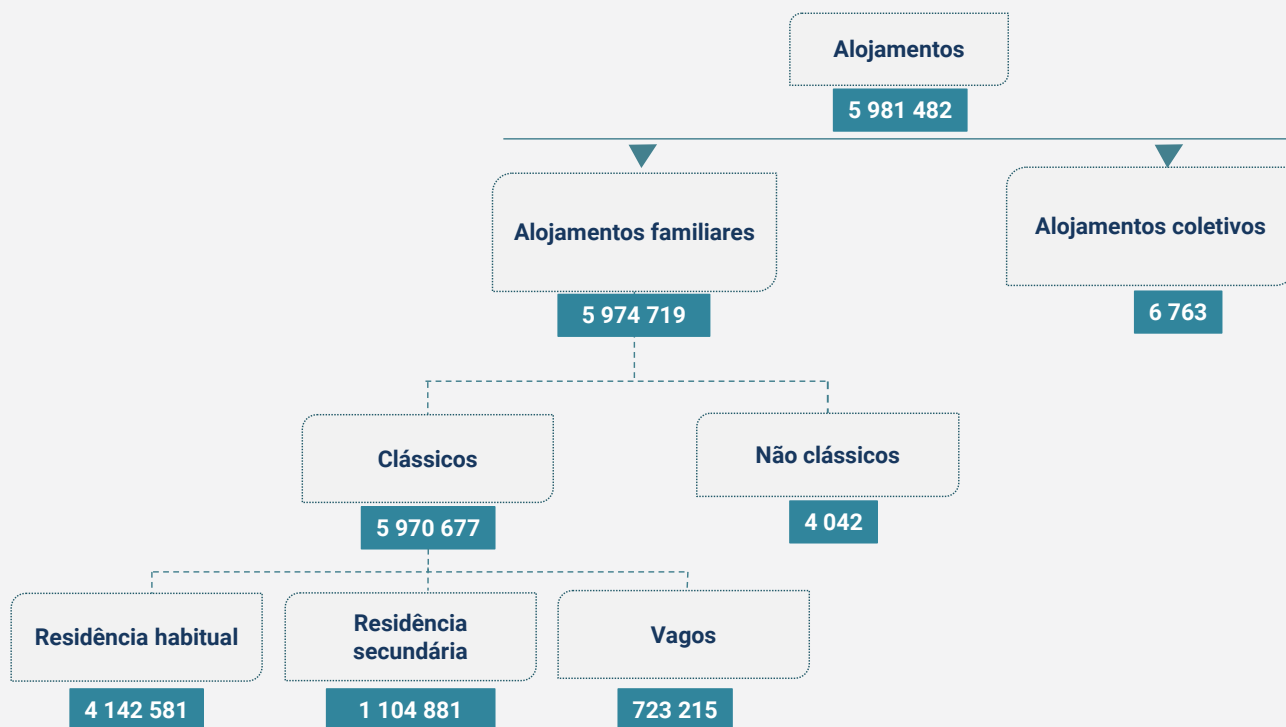 Alojamentos
5 981 482
Alojamentos familiares
5 974 719
Alojamentos coletivos
6 763
Clássicos
5 970 677
Não clássicos
4 042
Residência habitual
4 142 581
Residência
secundária
1 104 881
Vagos
723 215